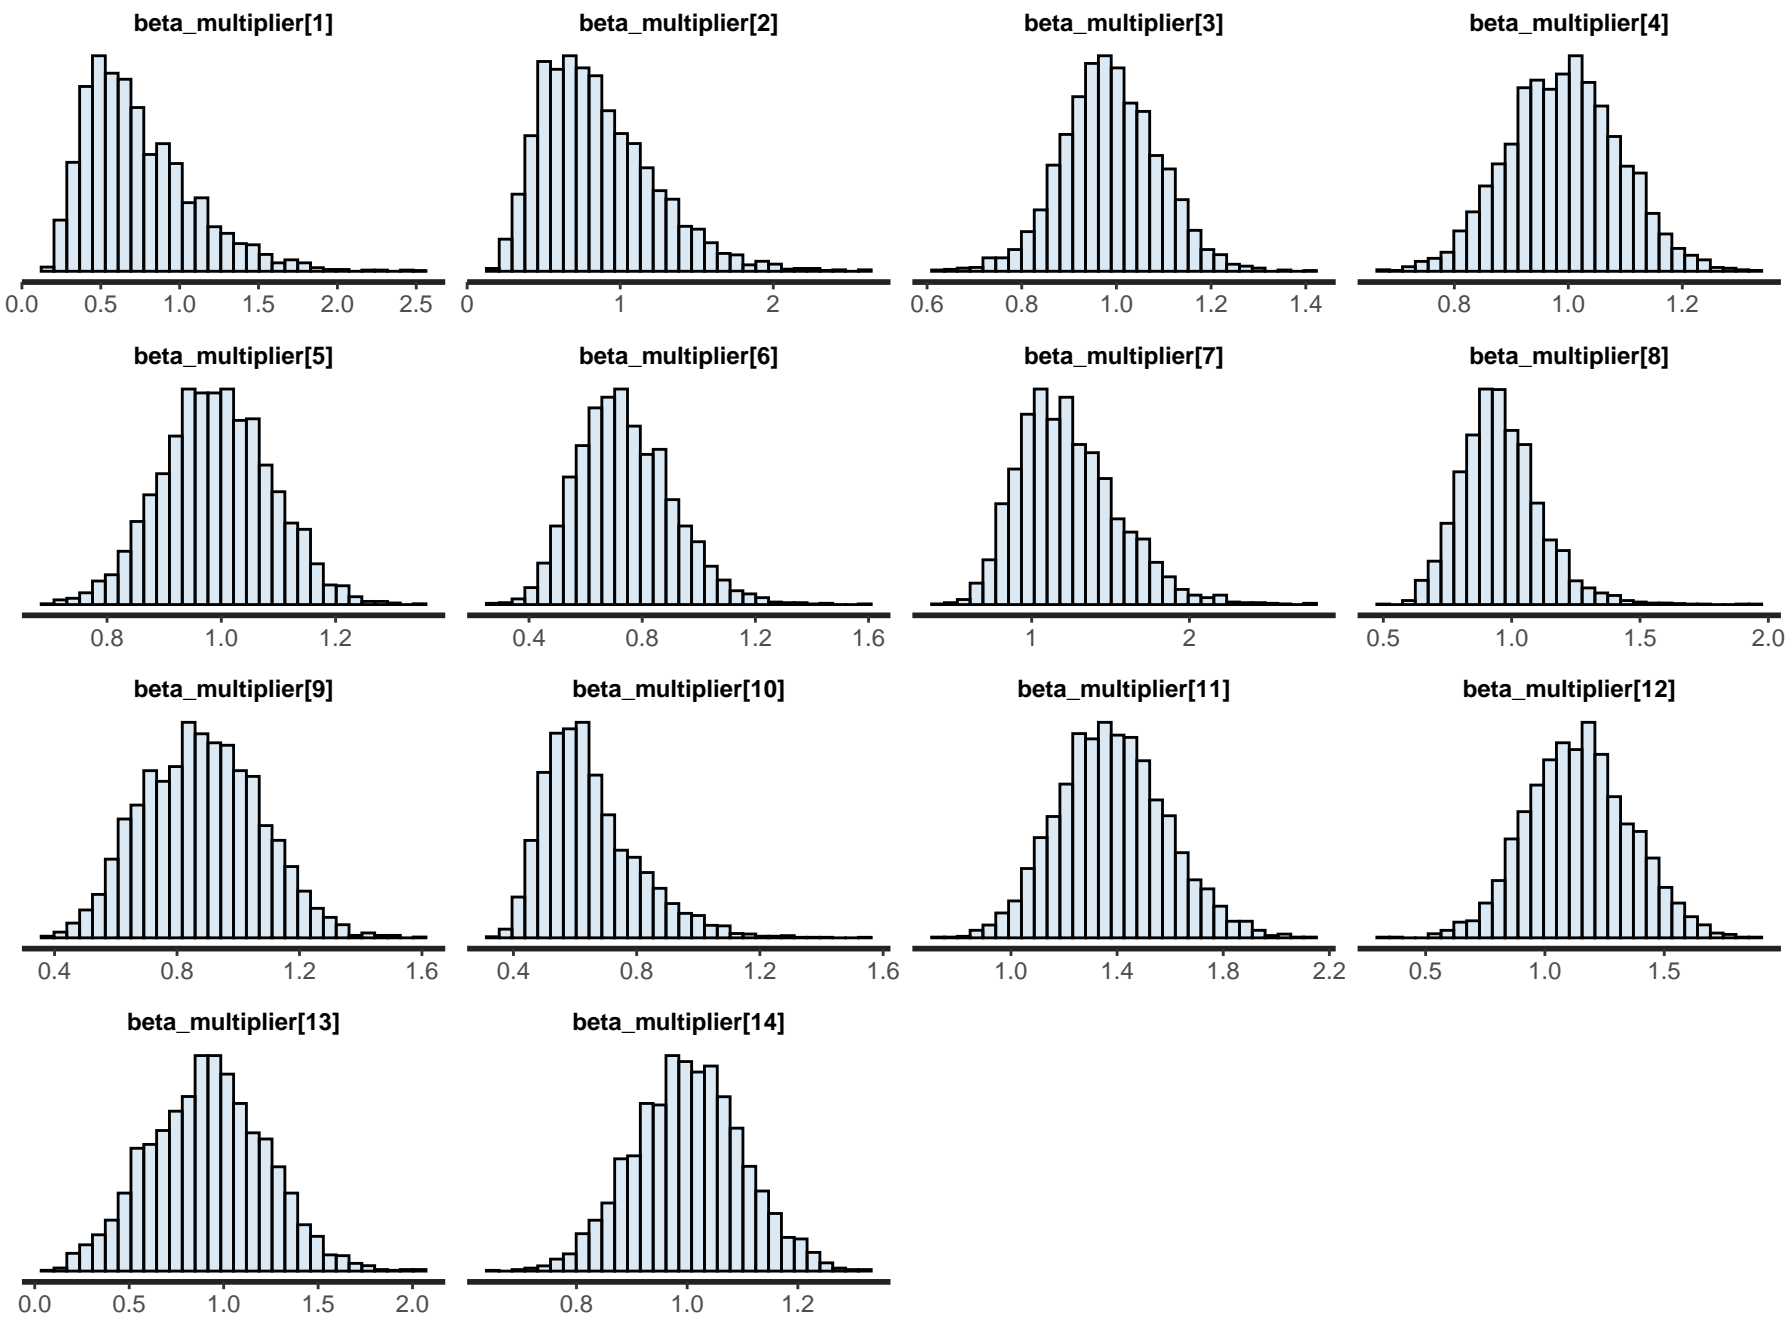 beta_multiplier[1] beta_multiplier[2] beta_multiplier[3] beta_multiplier[4]
0.0 0.5 1.0 1.5 2.0 2.5 0 1 2 0.6 0.8 1.0 1.2 1.4 0.8 1.0 1.2
beta_multiplier[5] beta_multiplier[6] beta_multiplier[7] beta_multiplier[8]
0.8 1.0 1.2 0.4 0.8 1.2 1.6 1 2 0.5 1.0 1.5 2.0
beta_multiplier[9] beta_multiplier[10] beta_multiplier[11] beta_multiplier[12]
0.4 0.8 1.2 1.6 0.4 0.8 1.2 1.6 1.0 1.4 1.8 2.2 0.5 1.0 1.5
beta_multiplier[13] beta_multiplier[14]
0.0 0.5 1.0 1.5 2.0 0.8 1.0 1.2